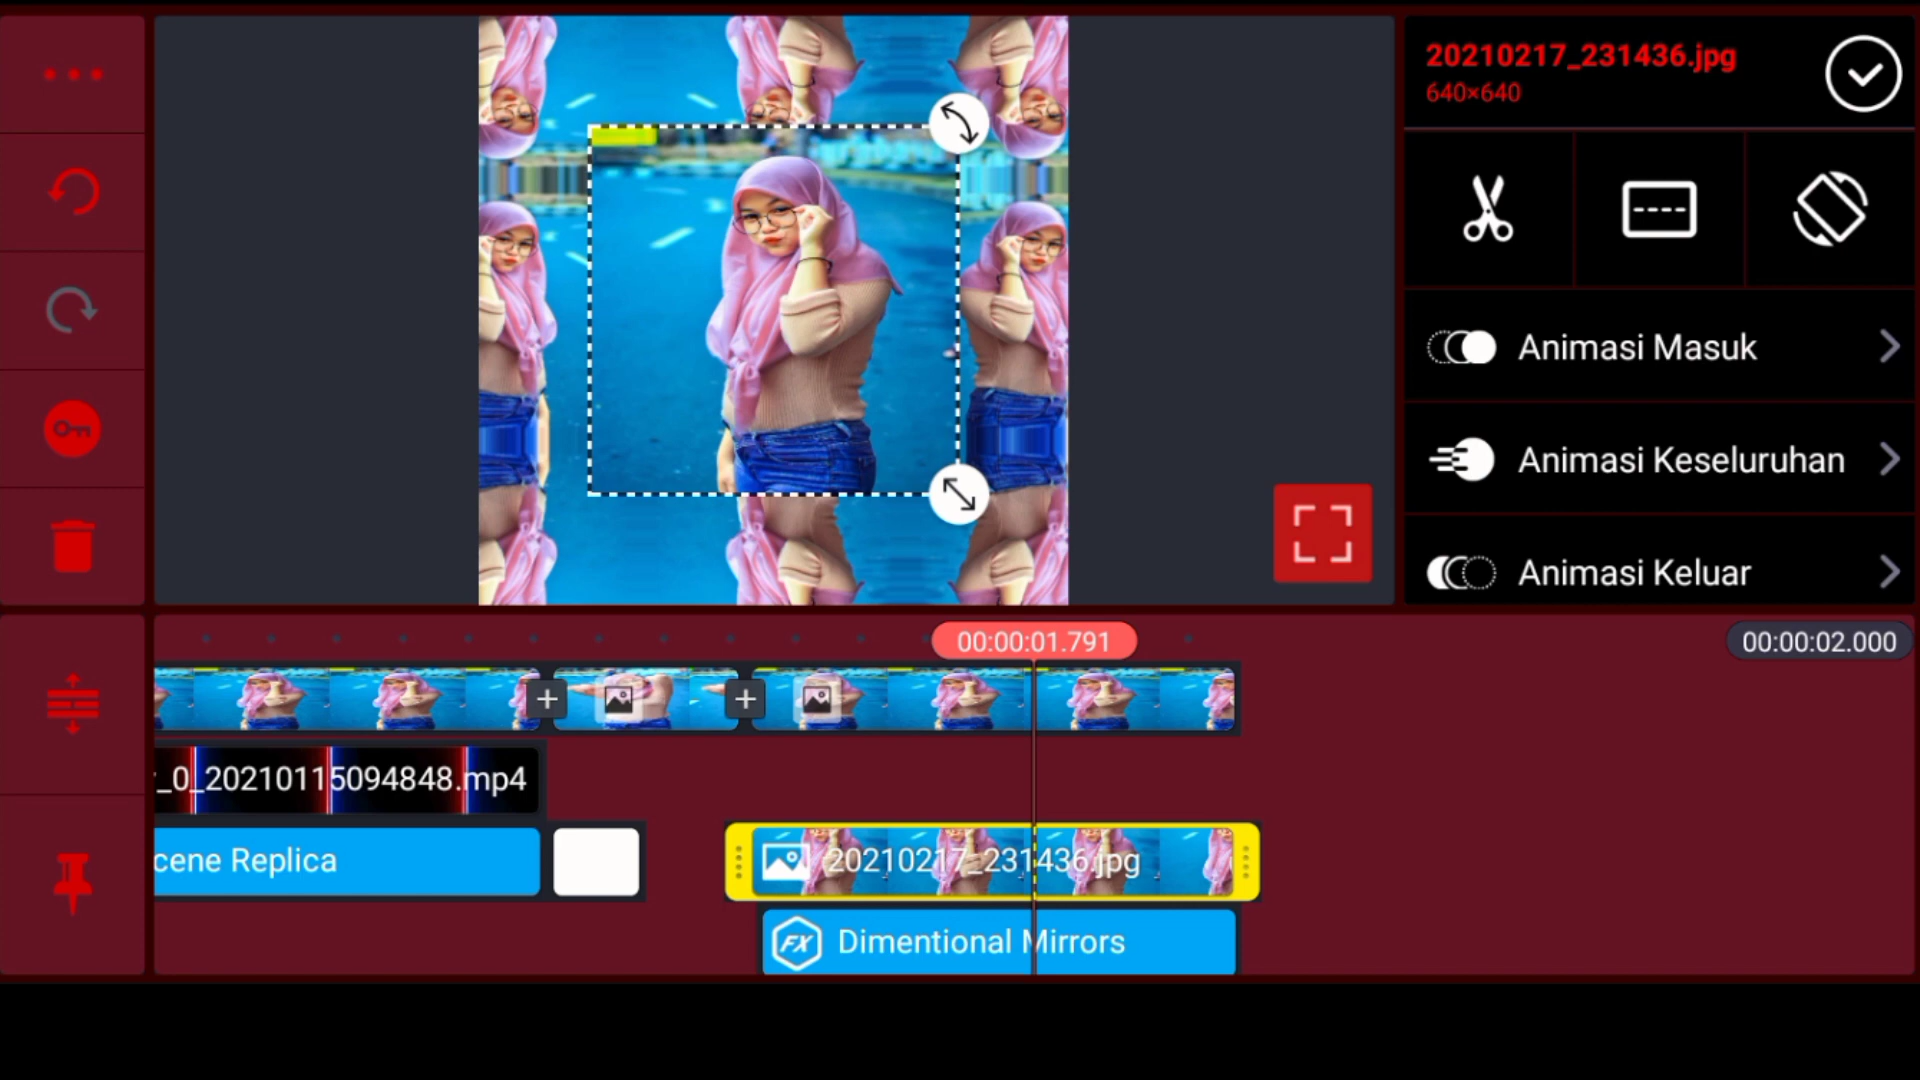 20210217_231436.jpg
640×640
Animasi Masuk
Animasi Keseluruhan
Animasi Keluar
00:00:01.791
00:00:02.000
_0_20210115094848.mp4
cene Replica
20210217_231436.jpg
FX Dimentional Mirrors